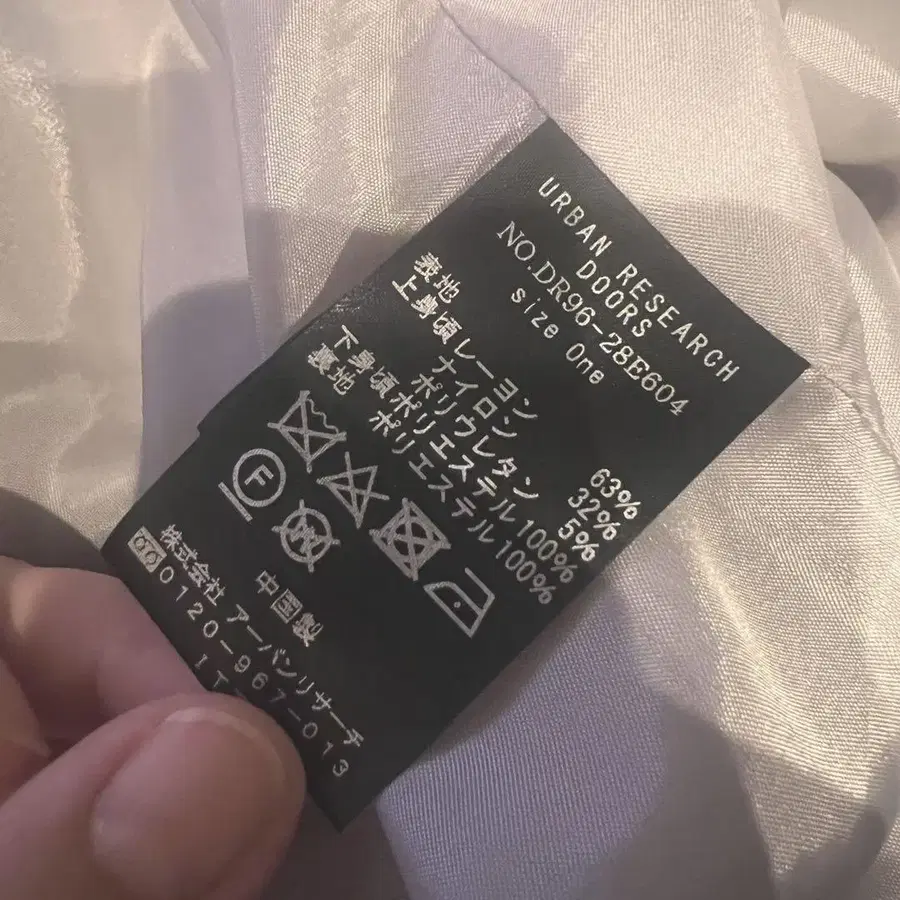 URBAN RESEARCH
DOORS
NO.DR96-28E604
size One
表地
上身頃レーヨン 63%
ナイロン 32%
ポリウレタン 5%
下身頃ポリエステル100%
裏地 ポリエステル100%
F
W
中国製
株式会社 アーバンリサーチ
0120-967-013